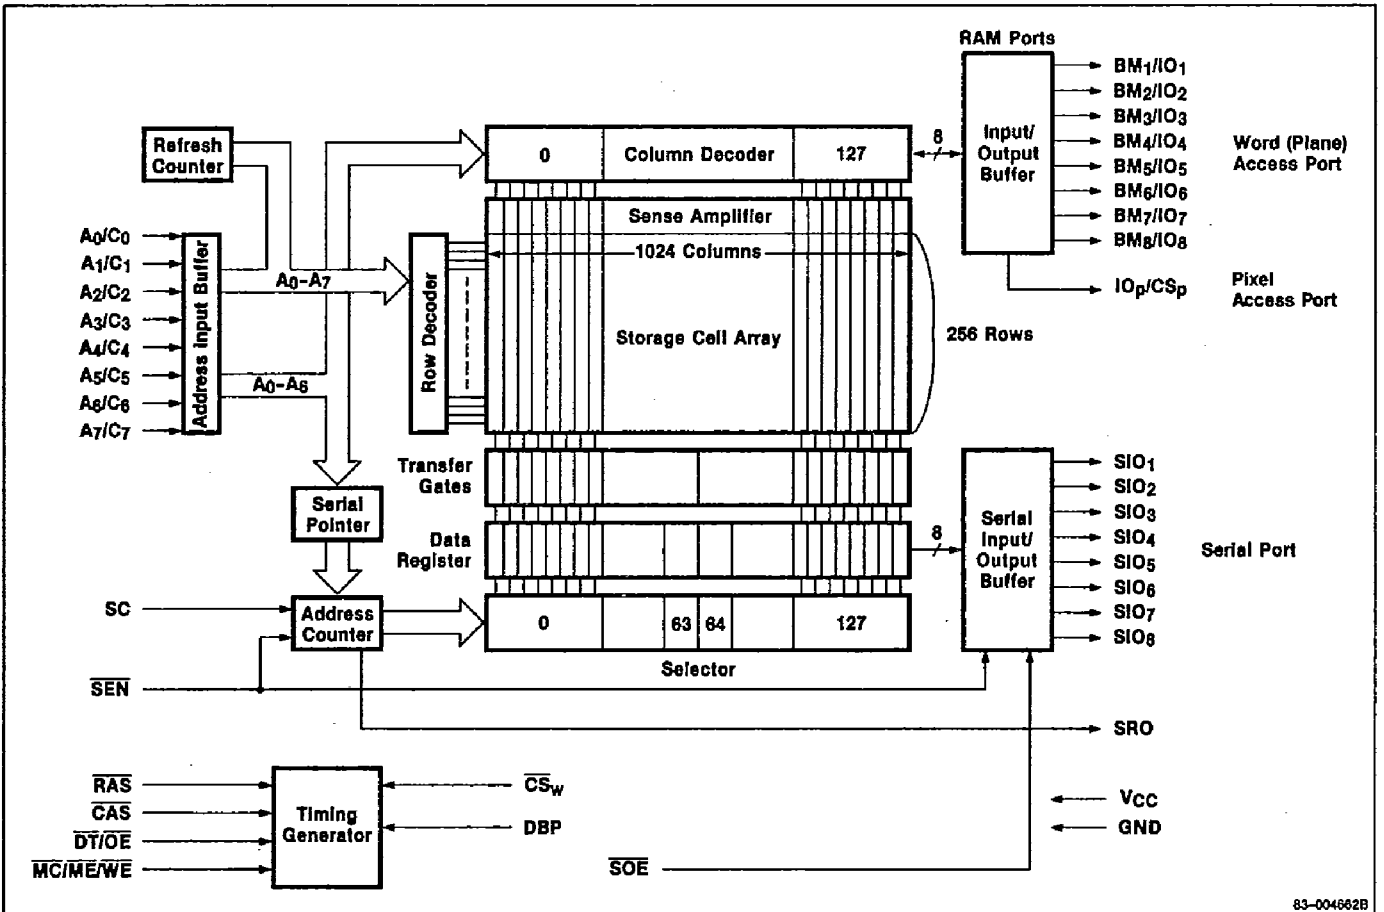 RAM Ports
Refresh
Counter
A0/C0
A1/C1
A2/C2
A3/C3
A4/C4
A5/C5
A6/C6
A7/C7
Address Input Buffer
A0–A7
A0–A6
Row Decoder
0
Column Decoder
127
Sense Amplifier
1024 Columns
Storage Cell Array
256 Rows
8
Input/
Output
Buffer
BM1/IO1
BM2/IO2
BM3/IO3
BM4/IO4
BM5/IO5
BM6/IO6
BM7/IO7
BM8/IO8
Word (Plane)
Access Port
IOp/CSp
Pixel
Access Port
Transfer
Gates
Serial
Pointer
Data
Register
8
Serial
Input/
Output
Buffer
SIO1
SIO2
SIO3
SIO4
SIO5
SIO6
SIO7
SIO8
Serial Port
SC
Address
Counter
0
63
64
127
Selector
SEN
SRO
RAS
CAS
DT/OE
MC/ME/WE
Timing
Generator
CSw
DBP
SOE
VCC
GND
83-004662B